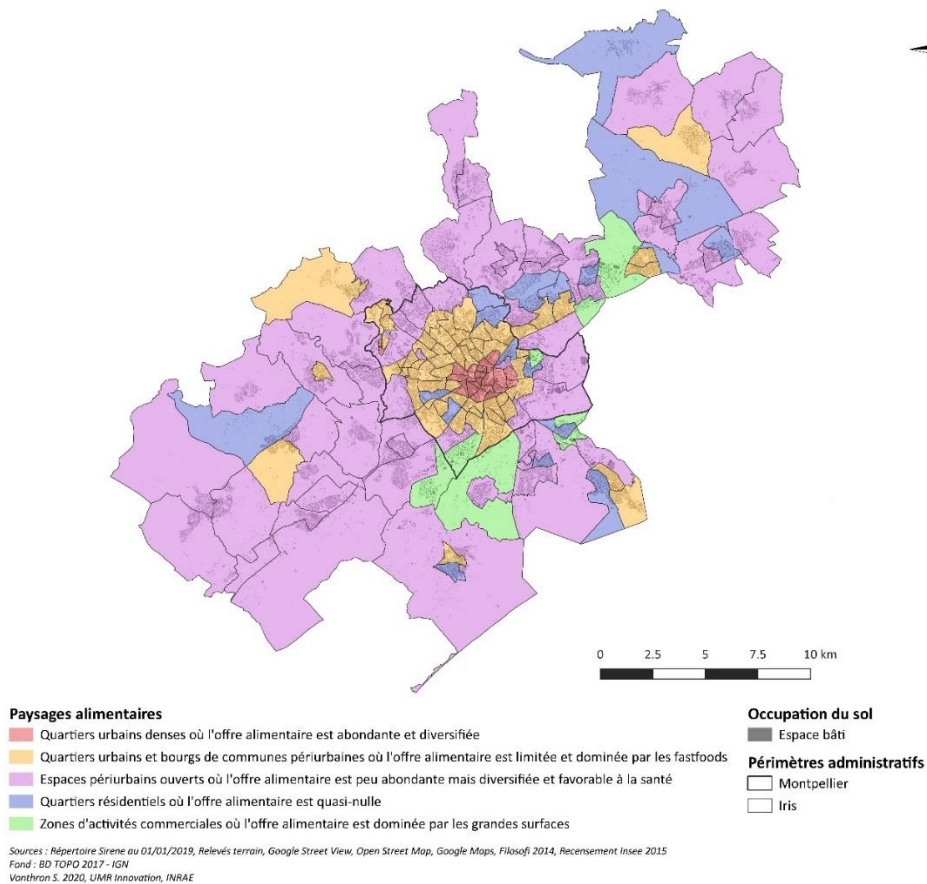 0 2.5 5 7.5 10 km
Paysages alimentaires
Quartiers urbains denses où l'offre alimentaire est abondante et diversifiée
Quartiers urbains et bourgs de communes périurbaines où l'offre alimentaire est limitée et dominée par les fastfoods
Espaces périurbains ouverts où l'offre alimentaire est peu abondante mais diversifiée et favorable à la santé
Quartiers résidentiels où l'offre alimentaire est quasi-nulle
Zones d'activités commerciales où l'offre alimentaire est dominée par les grandes surfaces
Occupation du sol
Espace bâti
Périmètres administratifs
Montpellier
Iris
Sources : Répertoire Sirene au 01/01/2019, Relevés terrain, Google Street View, Open Street Map, Google Maps, Filosofi 2014, Recensement Insee 2015
Fond : BD TOPO 2017 - IGN
Vonthron S. 2020, UMR Innovation, INRAE